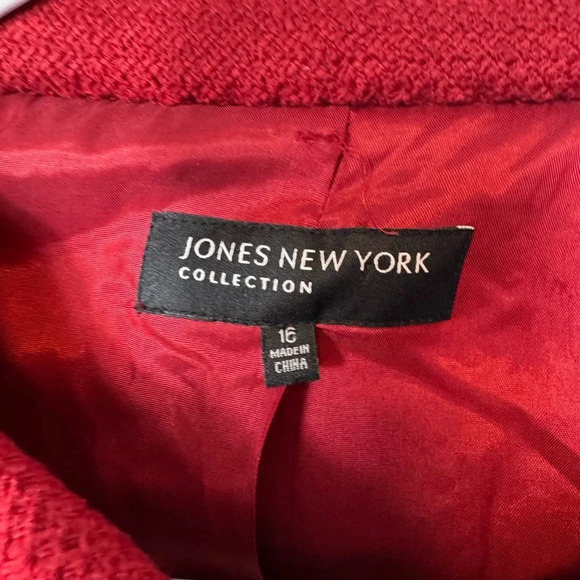 JONES NEW YORK
COLLECTION
16
MADE IN
CHINA